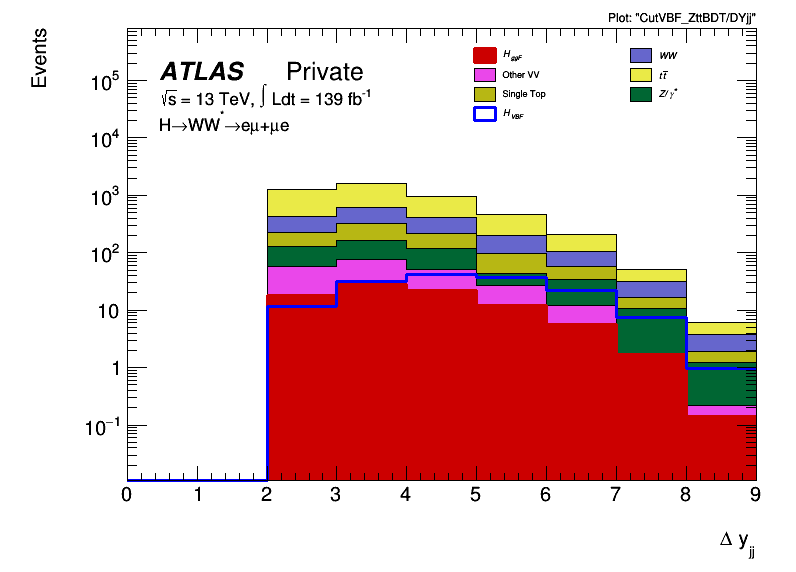 Plot: "CutVBF_ZttBDT/DYjj"
Events
ATLAS Private
√s = 13 TeV, ∫ Ldt = 139 fb⁻¹
H→WW*→eμ+μe
H_ggF
Other VV
Single Top
H_VBF
WW
tt̅
Z/γ*
10⁵
10⁴
10³
10²
10
1
10⁻¹
0 1 2 3 4 5 6 7 8 9
Δ y_jj